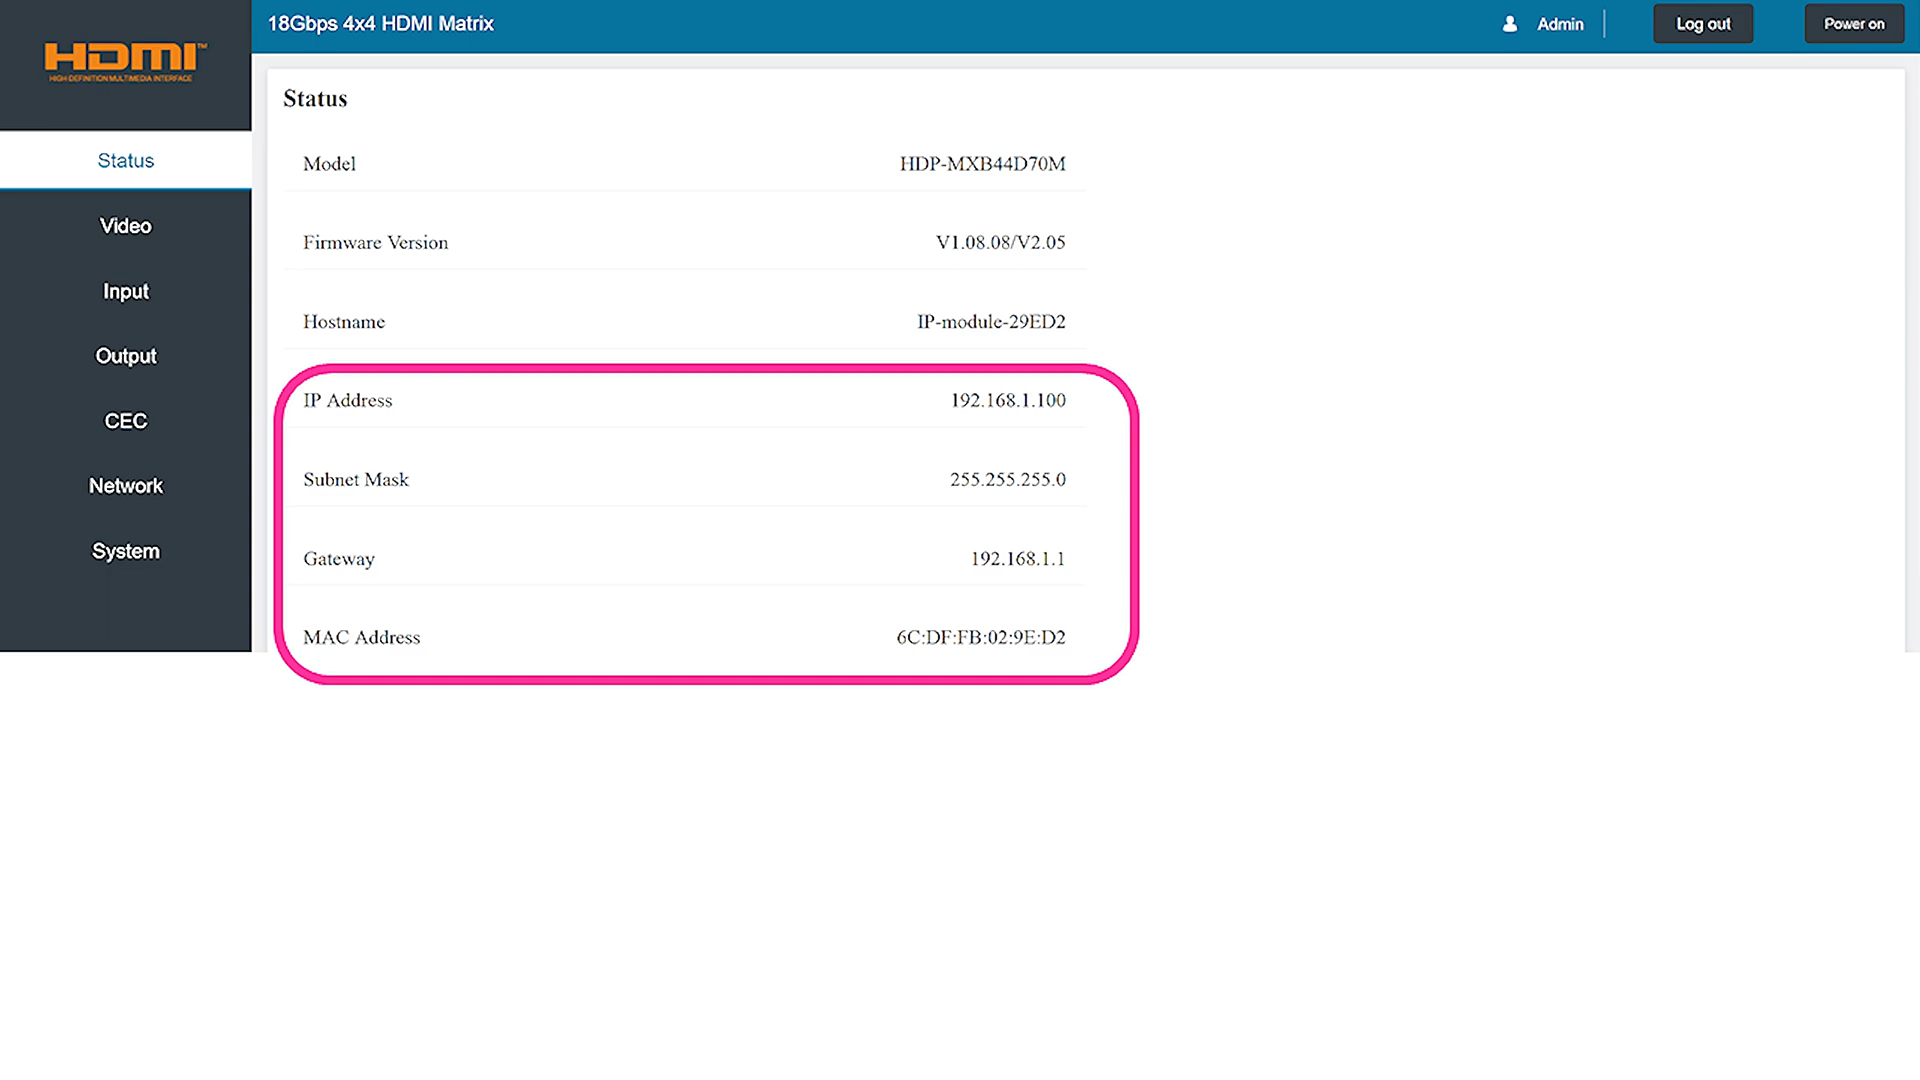 HDMI™
HIGH-DEFINITION MULTIMEDIA INTERFACE
18Gbps 4x4 HDMI Matrix
Admin
Log out
Power on
Status
Video
Input
Output
CEC
Network
System
Status
Model HDP-MXB44D70M
Firmware Version V1.08.08/V2.05
Hostname IP-module-29ED2
IP Address 192.168.1.100
Subnet Mask 255.255.255.0
Gateway 192.168.1.1
MAC Address 6C:DF:FB:02:9E:D2